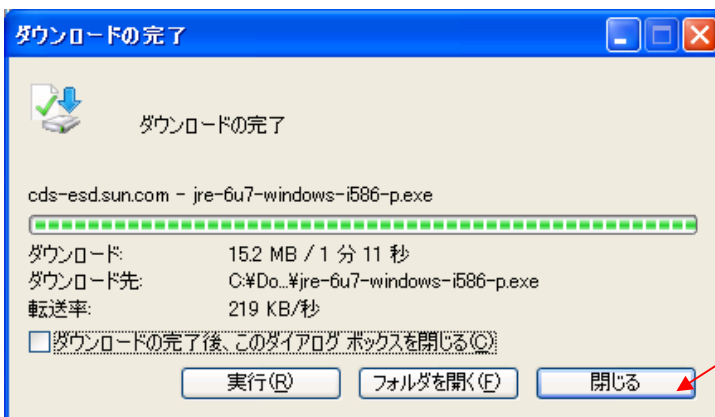 ダウンロードの完了
ダウンロードの完了
cds-esd.sun.com - jre-6u7-windows-i586-p.exe
ダウンロード: 15.2 MB / 1 分 11 秒
ダウンロード先: C:¥Do...¥jre-6u7-windows-i586-p.exe
転送率: 219 KB/秒
ダウンロードの完了後、このダイアログ ボックスを閉じる(C)
実行(R) フォルダを開く(F) 閉じる